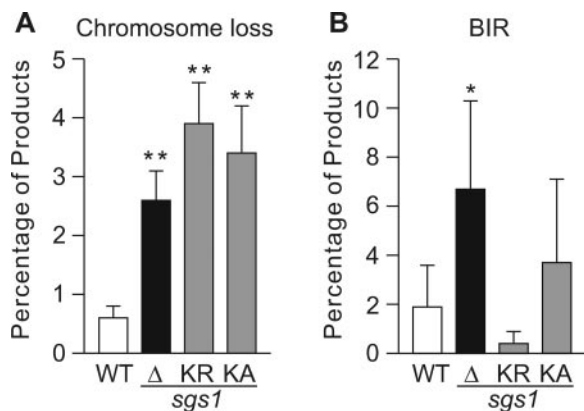 A Chromosome loss
Percentage of Products
5
4
3
2
1
0
**
**
**
WT Δ KR KA
sgs1
B BIR
Percentage of Products
12
10
8
6
4
2
0
*
WT Δ KR KA
sgs1